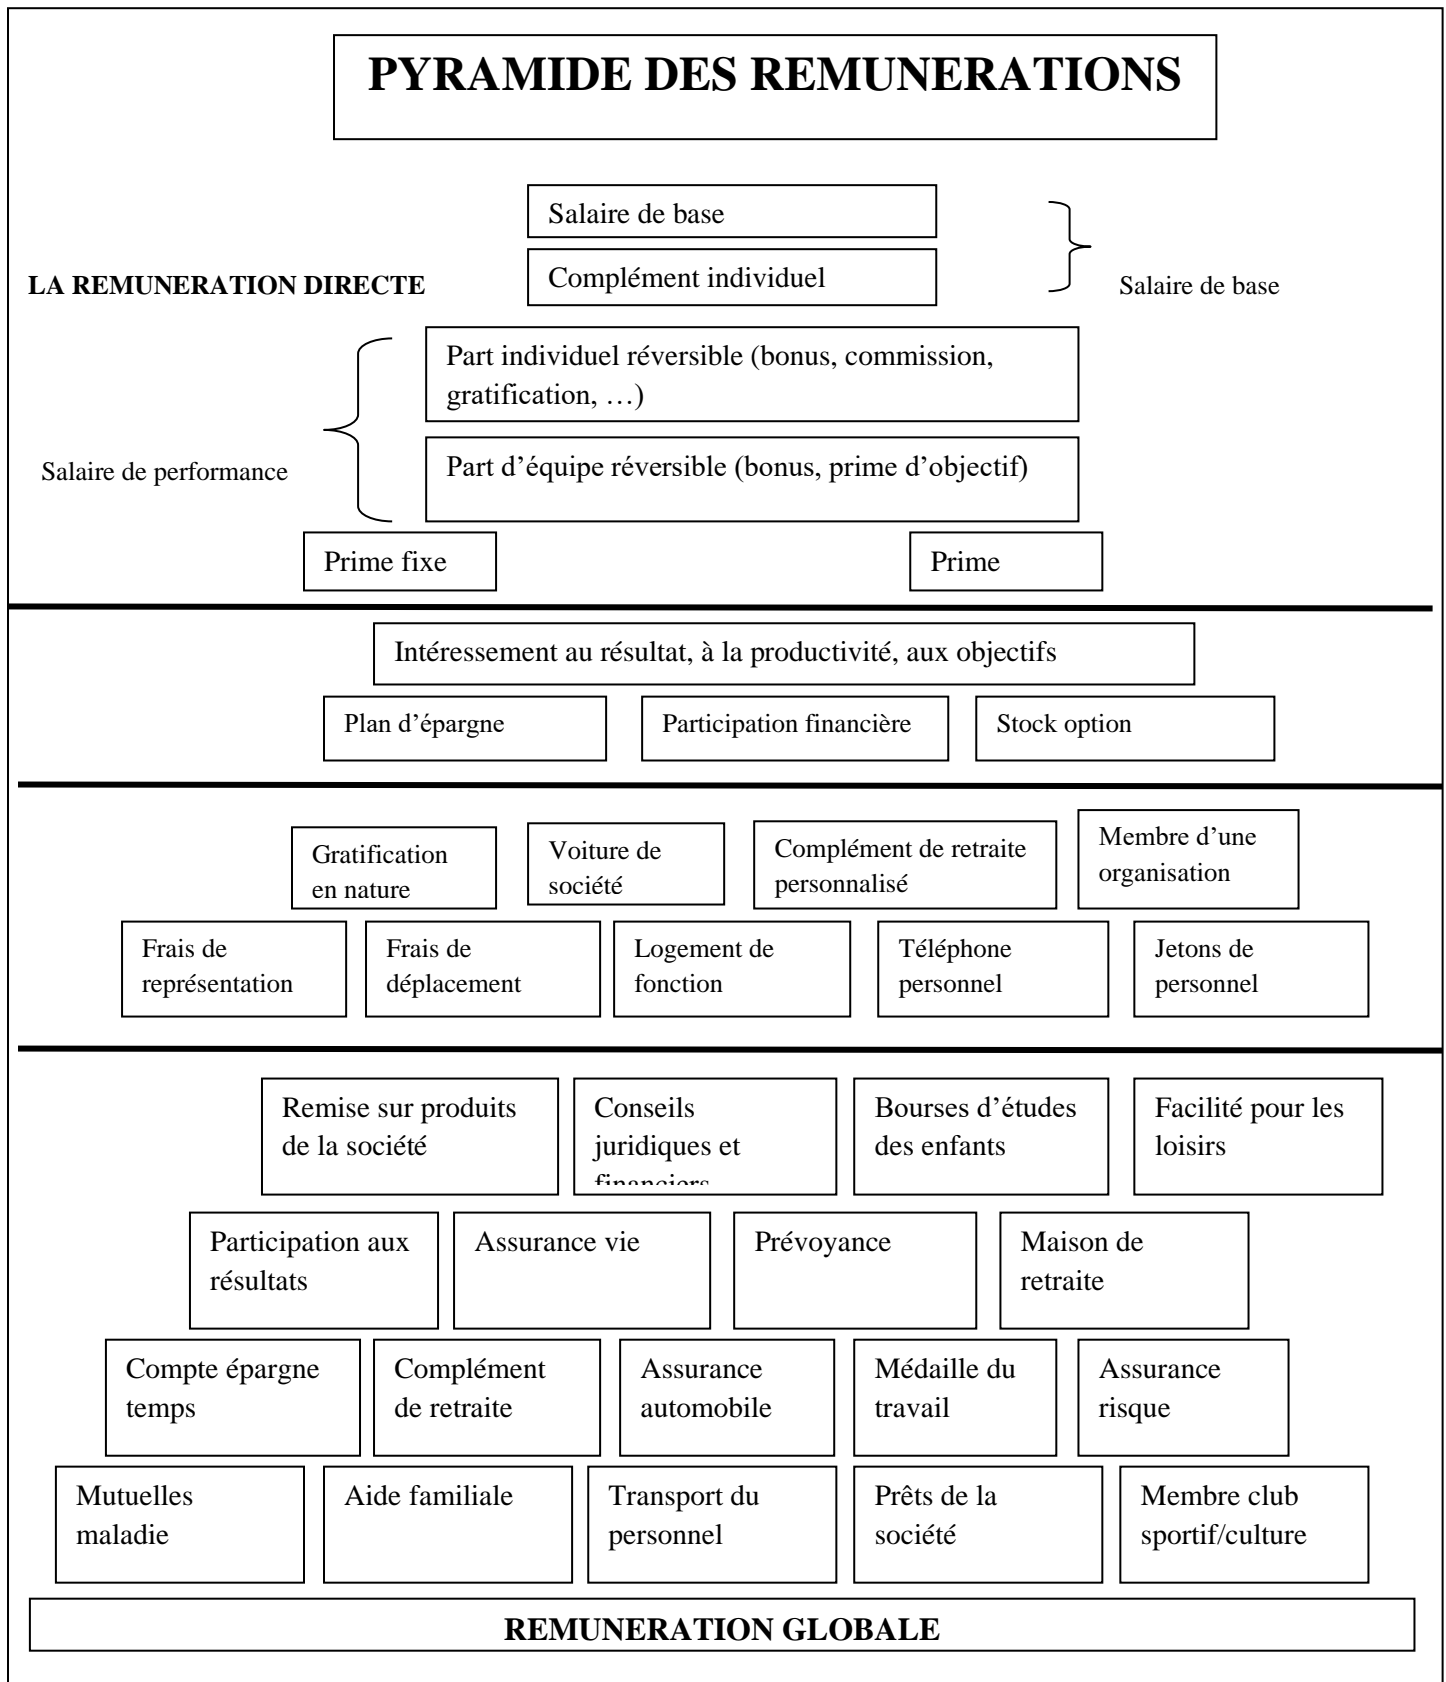 PYRAMIDE DES REMUNERATIONS
Salaire de base
Complément individuel
LA REMUNERATION DIRECTE
Salaire de base
Part individuel réversible (bonus, commission,
gratification, …)
Salaire de performance
Part d’équipe réversible (bonus, prime d’objectif)
Prime fixe
Prime
Intéressement au résultat, à la productivité, aux objectifs
Plan d’épargne
Participation financière
Stock option
Gratification
en nature
Voiture de
société
Complément de retraite
personnalisé
Membre d’une
organisation
Frais de
représentation
Frais de
déplacement
Logement de
fonction
Téléphone
personnel
Jetons de
personnel
Remise sur produits
de la société
Conseils
juridiques et
financiers
Bourses d’études
des enfants
Facilité pour les
loisirs
Participation aux
résultats
Assurance vie
Prévoyance
Maison de
retraite
Compte épargne
temps
Complément
de retraite
Assurance
automobile
Médaille du
travail
Assurance
risque
Mutuelles
maladie
Aide familiale
Transport du
personnel
Prêts de la
société
Membre club
sportif/culture
REMUNERATION GLOBALE